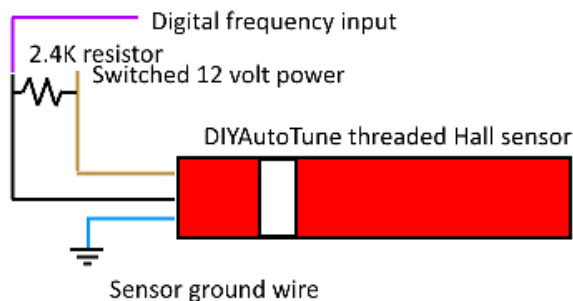 Digital frequency input
2.4K resistor
Switched 12 volt power
DIYAutoTune threaded Hall sensor
Sensor ground wire